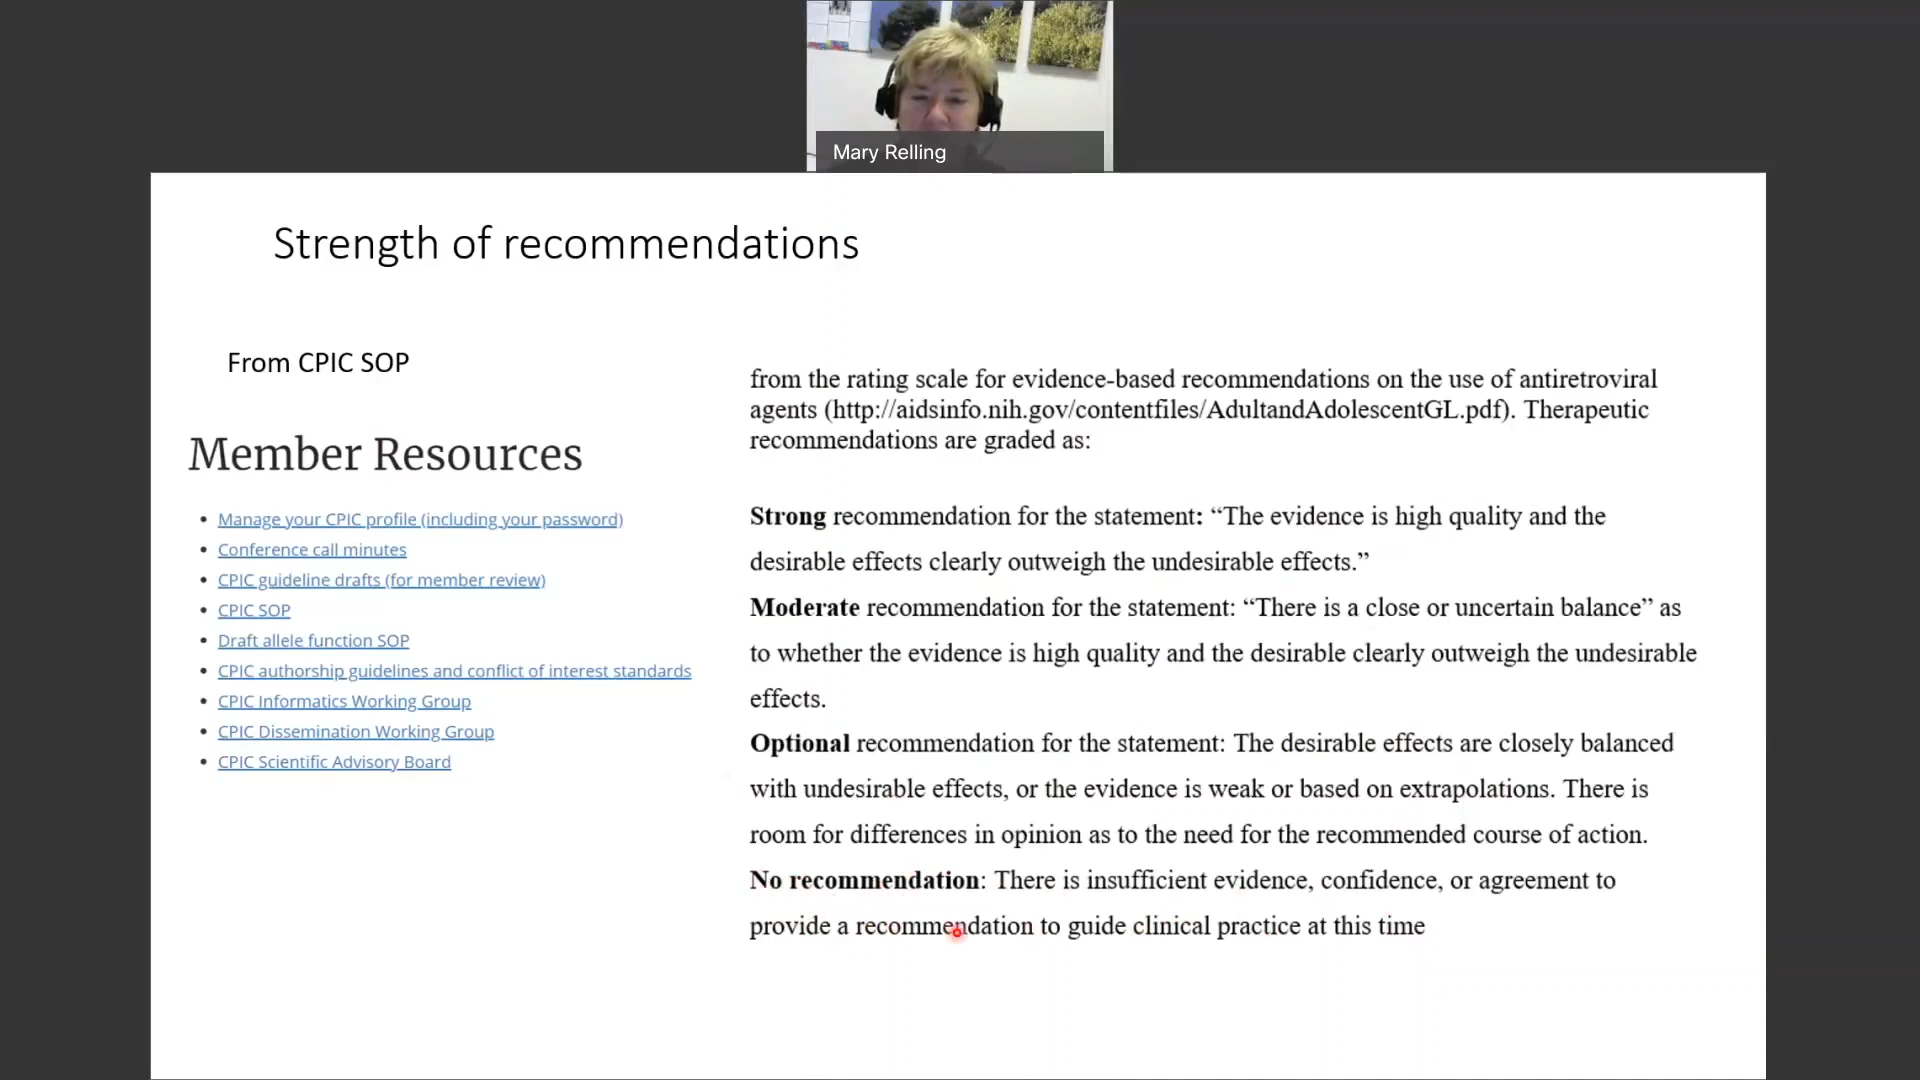 Mary Relling
Strength of recommendations
From CPIC SOP
Member Resources
Manage your CPIC profile (including your password)
Conference call minutes
CPIC guideline drafts (for member review)
CPIC SOP
Draft allele function SOP
CPIC authorship guidelines and conflict of interest standards
CPIC Informatics Working Group
CPIC Dissemination Working Group
CPIC Scientific Advisory Board
from the rating scale for evidence-based recommendations on the use of antiretroviral
agents (http://aidsinfo.nih.gov/contentfiles/AdultandAdolescentGL.pdf). Therapeutic
recommendations are graded as:
Strong recommendation for the statement: “The evidence is high quality and the
desirable effects clearly outweigh the undesirable effects.”
Moderate recommendation for the statement: “There is a close or uncertain balance” as
to whether the evidence is high quality and the desirable clearly outweigh the undesirable
effects.
Optional recommendation for the statement: The desirable effects are closely balanced
with undesirable effects, or the evidence is weak or based on extrapolations. There is
room for differences in opinion as to the need for the recommended course of action.
No recommendation: There is insufficient evidence, confidence, or agreement to
provide a recommendation to guide clinical practice at this time